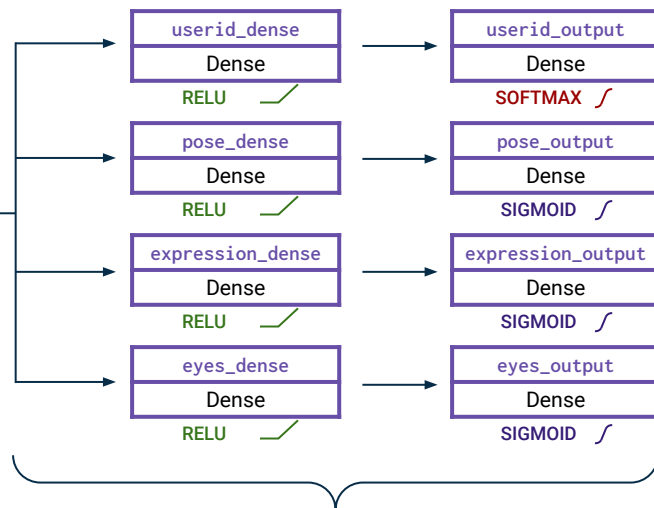 userid_dense
Dense
RELU
userid_output
Dense
SOFTMAX
pose_dense
Dense
RELU
pose_output
Dense
SIGMOID
expression_dense
Dense
RELU
expression_output
Dense
SIGMOID
eyes_dense
Dense
RELU
eyes_output
Dense
SIGMOID